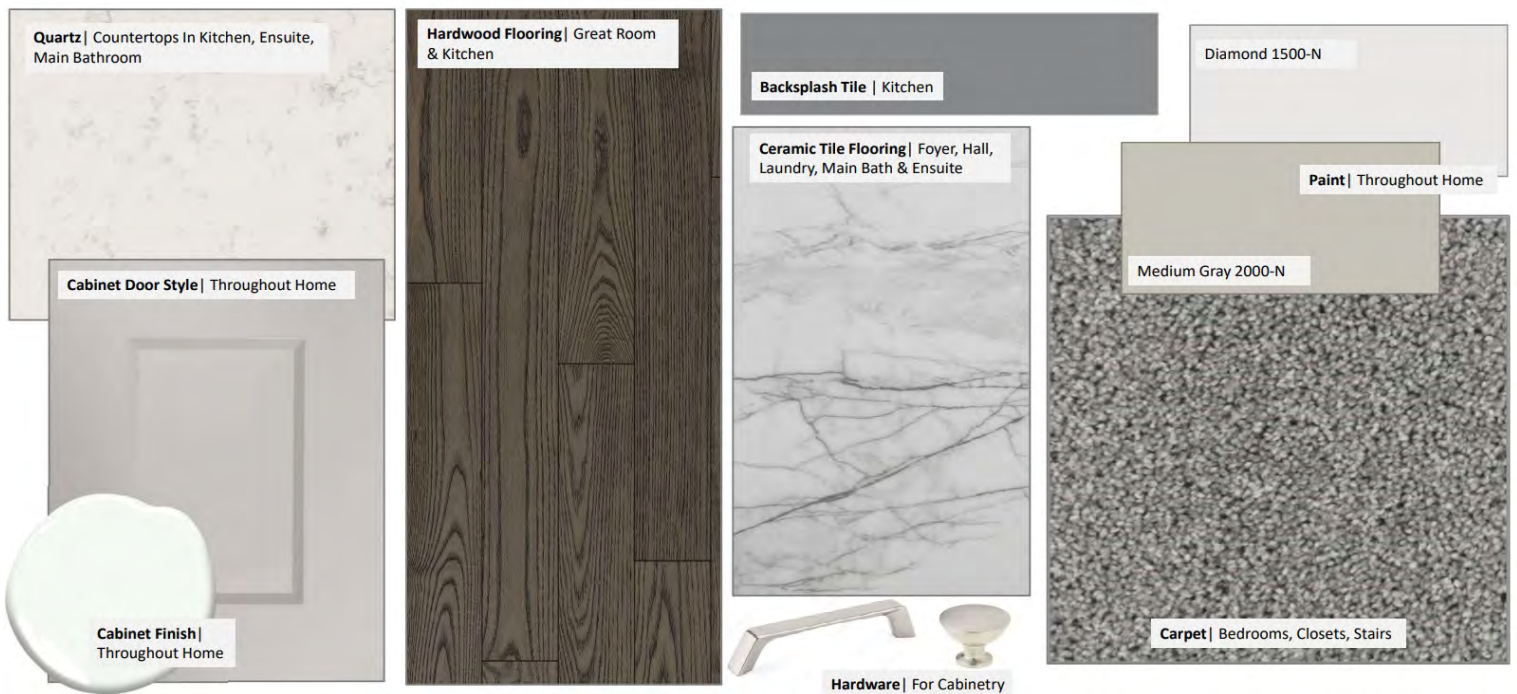 Quartz| Countertops In Kitchen, Ensuite,
Main Bathroom
Cabinet Door Style| Throughout Home
Cabinet Finish|
Throughout Home
Hardwood Flooring| Great Room
& Kitchen
Backsplash Tile | Kitchen
Ceramic Tile Flooring| Foyer, Hall,
Laundry, Main Bath & Ensuite
Hardware| For Cabinetry
Diamond 1500-N
Paint| Throughout Home
Medium Gray 2000-N
Carpet| Bedrooms, Closets, Stairs